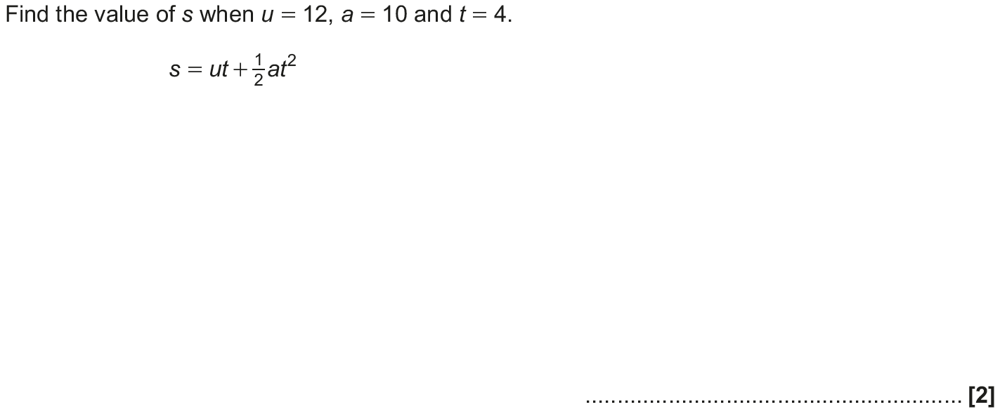 Find the value of s when u = 12, a = 10 and t = 4.
s = ut + ½at²
.......................................................... [2]